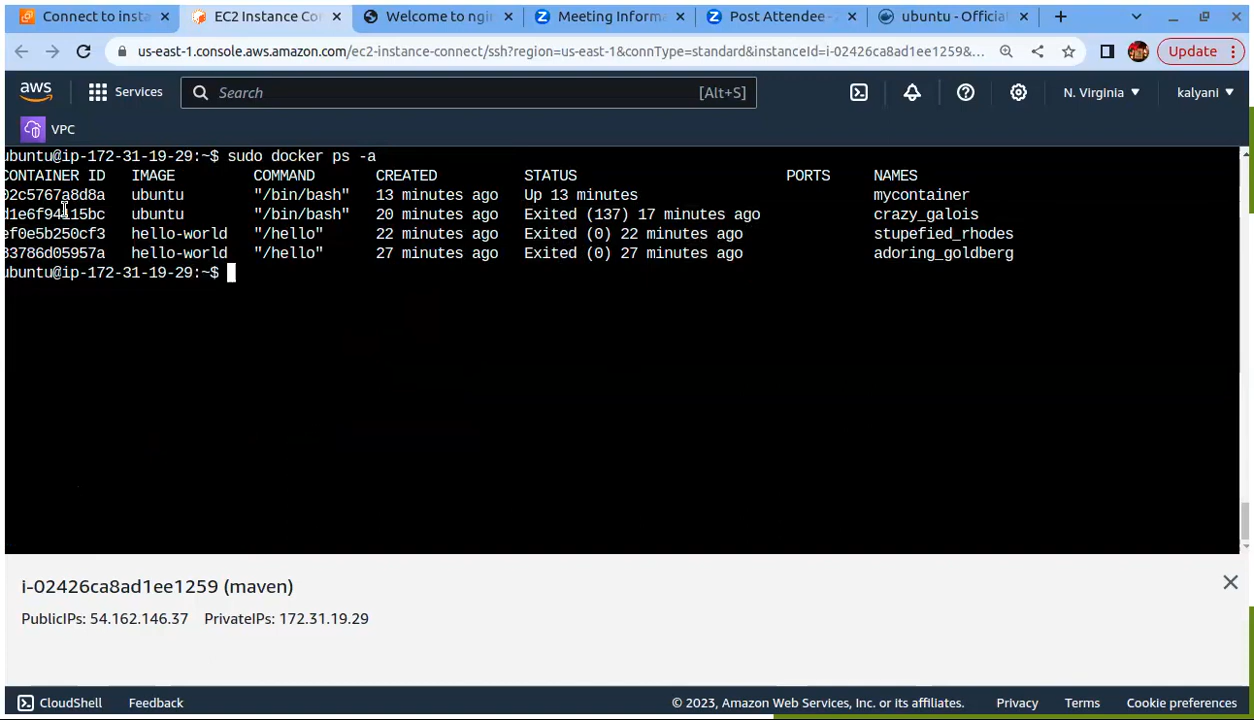 Connect to insta
EC2 Instance Co
Welcome to ngi
Meeting Informa
Post Attendee - Z
ubuntu - Officia
us-east-1.console.aws.amazon.com/ec2-instance-connect/ssh?region=us-east-1&connType=standard&instanceId=i-02426ca8ad1ee1259&...
Update
aws
Services
Search
[Alt+S]
N. Virginia
kalyani
VPC
ubuntu@ip-172-31-19-29:~$ sudo docker ps -a
CONTAINER ID IMAGE COMMAND CREATED STATUS PORTS NAMES
02c5767a8d8a ubuntu "/bin/bash" 13 minutes ago Up 13 minutes mycontainer
ubuntu "/bin/bash" 20 minutes ago Exited (137) 17 minutes ago crazy_galois
ef0e5b250cf3 hello-world "/hello" 22 minutes ago Exited (0) 22 minutes ago stupefied_rhodes
hello-world "/hello" 27 minutes ago Exited (0) 27 minutes ago adoring_goldberg
ubuntu@ip-172-31-19-29:~$
i-02426ca8ad1ee1259 (maven)
PublicIPs: 54.162.146.37 PrivateIPs: 172.31.19.29
CloudShell
Feedback
© 2023, Amazon Web Services, Inc. or its affiliates.
Privacy
Terms
Cookie preferences